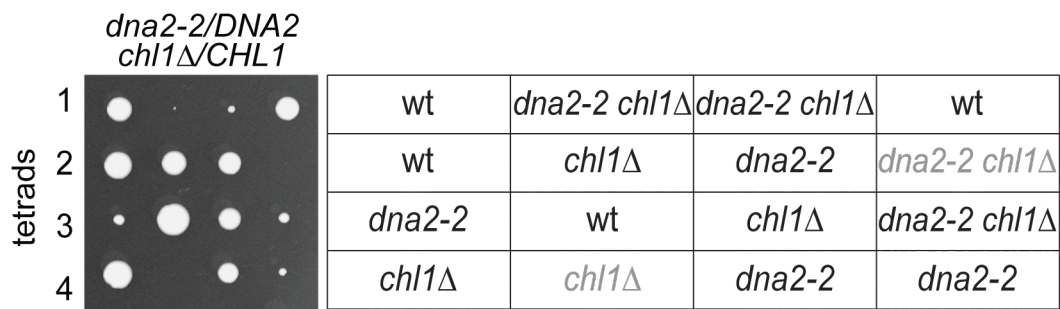 dna2-2/DNA2
chl1Δ/CHL1
tetrads
1 wt dna2-2 chl1Δ dna2-2 chl1Δ wt
2 wt chl1Δ dna2-2 dna2-2 chl1Δ
3 dna2-2 wt chl1Δ dna2-2 chl1Δ
4 chl1Δ chl1Δ dna2-2 dna2-2